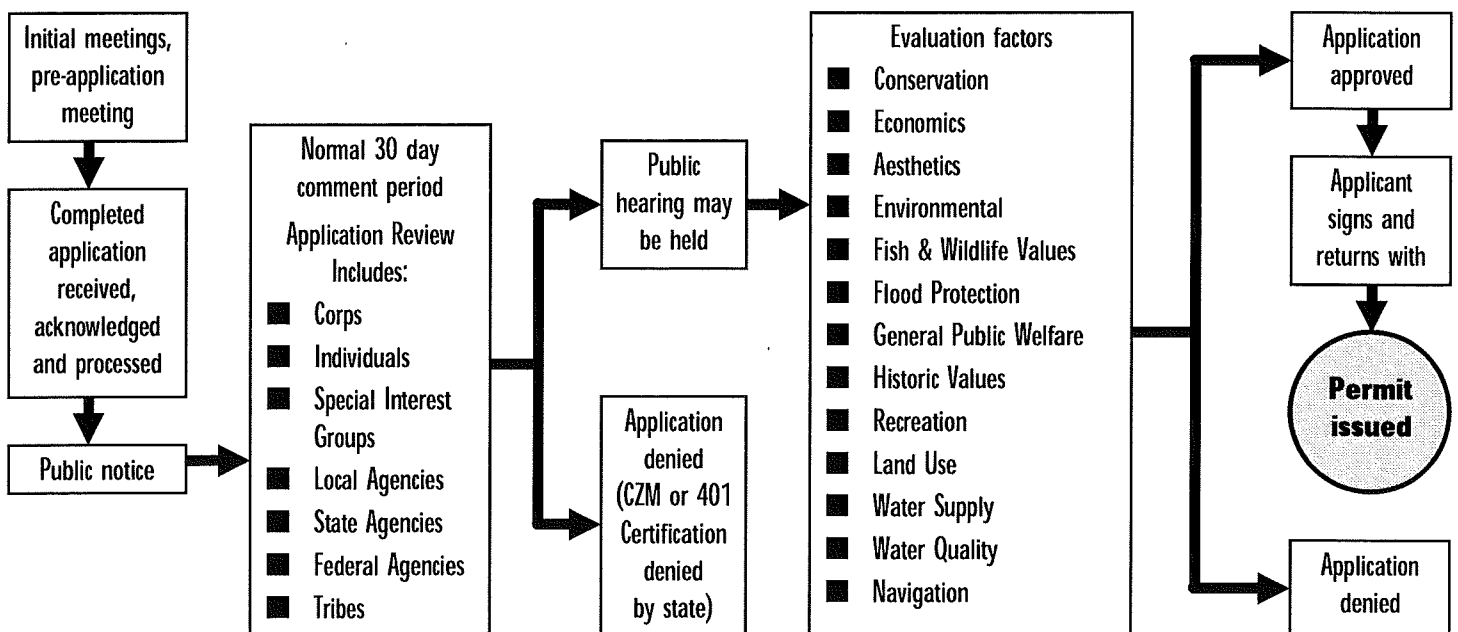 Initial meetings,
pre-application
meeting
Completed
application
received,
acknowledged
and processed
Public notice
Normal 30 day
comment period
Application Review
Includes:
Corps
Individuals
Special Interest
Groups
Local Agencies
State Agencies
Federal Agencies
Tribes
Public
hearing may
be held
Application
denied
(CZM or 401
Certification
denied
by state)
Evaluation factors
Conservation
Economics
Aesthetics
Environmental
Fish & Wildlife Values
Flood Protection
General Public Welfare
Historic Values
Recreation
Land Use
Water Supply
Water Quality
Navigation
Application
approved
Applicant
signs and
returns with
Permit
issued
Application
denied